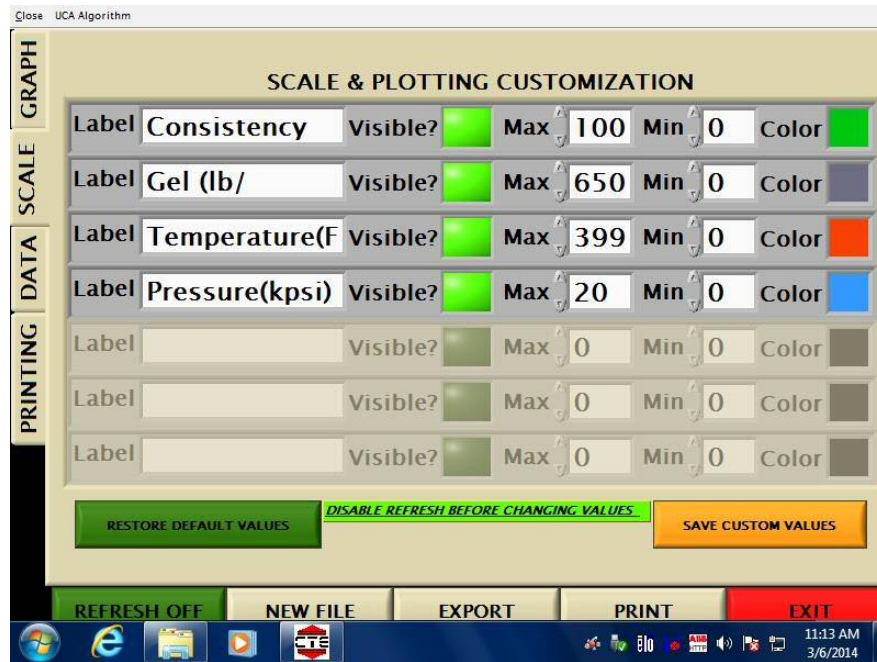 Close UCA Algorithm
GRAPH
SCALE
DATA
PRINTING
SCALE & PLOTTING CUSTOMIZATION
Label Consistency Visible? Max 100 Min 0 Color
Label Gel (lb/ Visible? Max 650 Min 0 Color
Label Temperature(F Visible? Max 399 Min 0 Color
Label Pressure(kpsi) Visible? Max 20 Min 0 Color
Label Visible? Max 0 Min 0 Color
Label Visible? Max 0 Min 0 Color
Label Visible? Max 0 Min 0 Color
RESTORE DEFAULT VALUES DISABLE REFRESH BEFORE CHANGING VALUES SAVE CUSTOM VALUES
REFRESH OFF NEW FILE EXPORT PRINT EXIT
CTE ABB HTTP 11:13 AM
3/6/2014